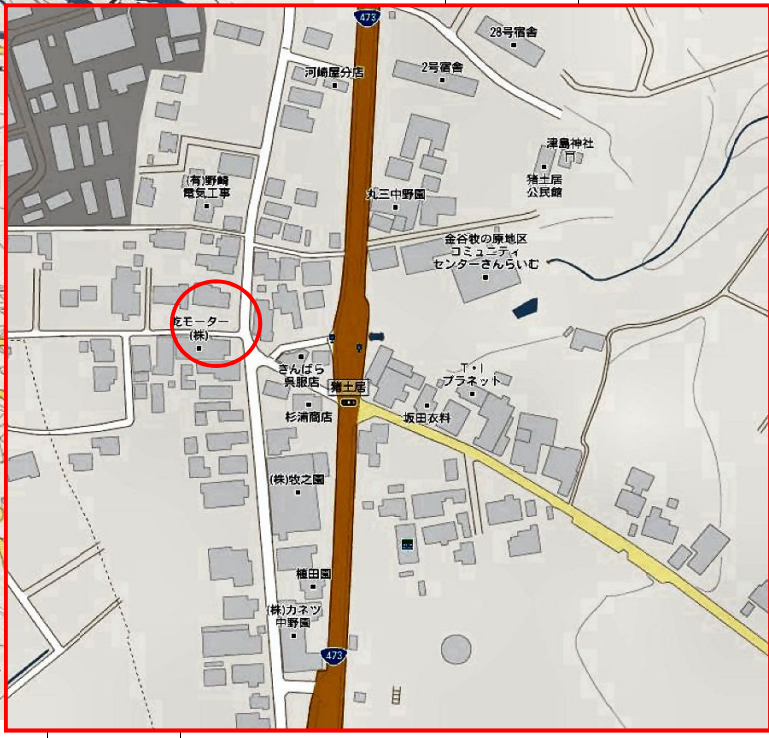 473
28号宿舎
河崎屋分店
2号宿舎
津島神社
(有)野崎
電気工事
猪土居
公民館
丸三中野園
金谷牧の原地区
コミュニティ
センターきんらいむ
乾モーター
(株)
きんぱら
呉服店
猪土居
T・I
プラネット
杉浦商店
坂田衣料
(株)牧之園
植田園
(株)カネツ
中野園
473